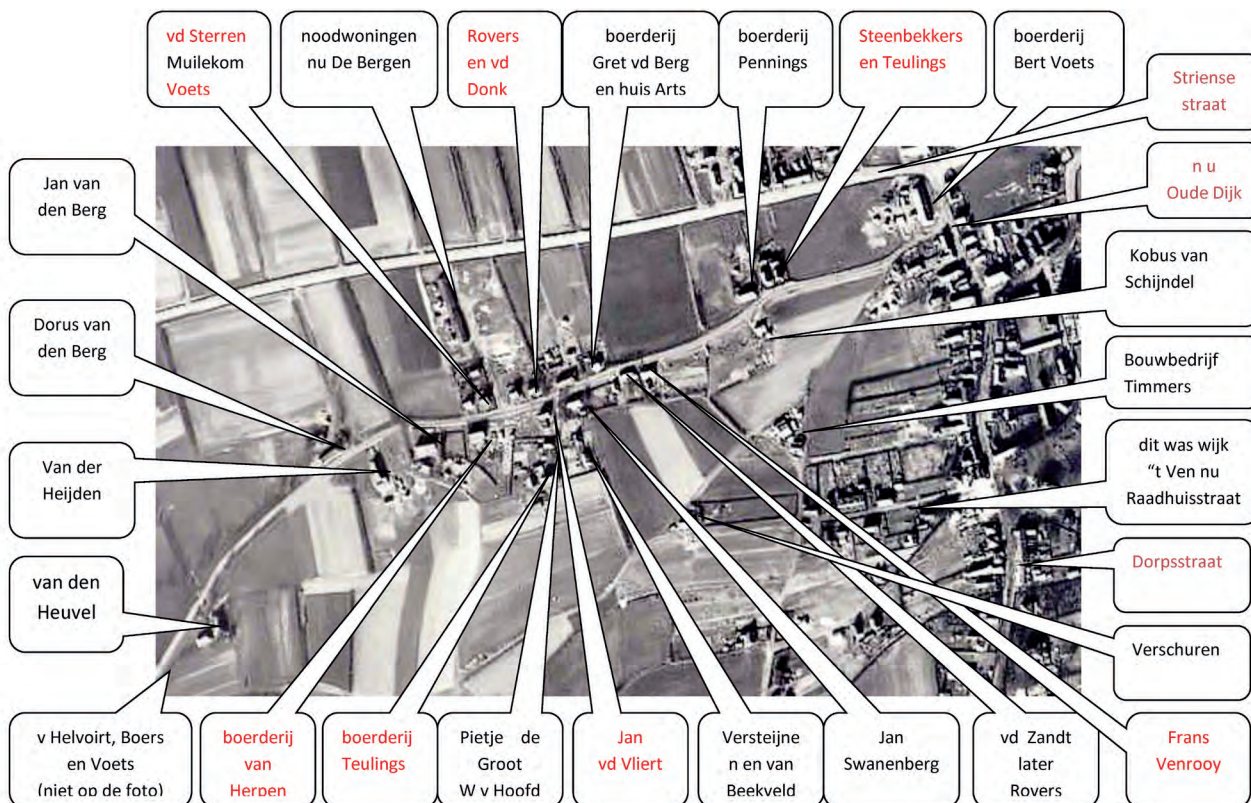 vd Sterren
Muilekom
Voets
noodwoningen
nu De Bergen
Rovers
en vd
Donk
boerderij
Gret vd Berg
en huis Arts
boerderij
Pennings
Steenbekkers
en Teulings
boerderij
Bert Voets
Striense
straat
n u
Oude Dijk
Jan van
den Berg
Kobus van
Schijndel
Dorus van
den Berg
Bouwbedrijf
Timmers
Van der
Heijden
dit was wijk
“t Ven nu
Raadhuisstraat
van den
Heuvel
Dorpsstraat
Verschuren
v Helvoirt, Boers
en Voets
(niet op de foto)
boerderij
van
Herpen
boerderij
Teulings
Pietje de
Groot
W v Hoofd
Jan
vd Vliert
Versteijne
n en van
Beekveld
Jan
Swanenberg
vd Zandt
later
Rovers
Frans
Venrooy